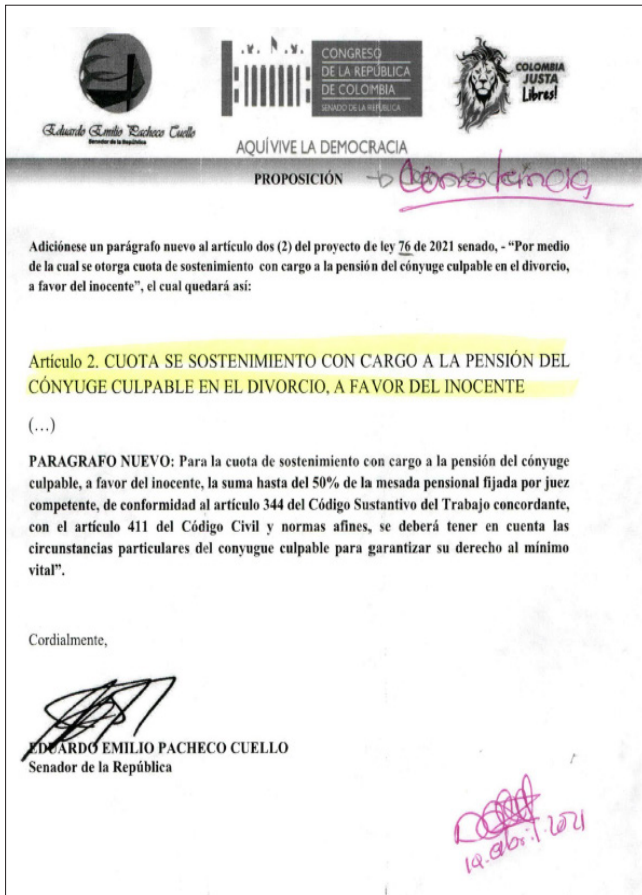 CONGRESO
DE LA REPÚBLICA
DE COLOMBIA
SENADO DE LA REPÚBLICA
COLOMBIA
JUSTA
Libres!
Eduardo Emilio Pacheco Cuello
Senador de la República
AQUÍ VIVE LA DEMOCRACIA
PROPOSICIÓN Constancia
Adiciónese un parágrafo nuevo al artículo dos (2) del proyecto de ley 76 de 2021 senado, - “Por medio
de la cual se otorga cuota de sostenimiento con cargo a la pensión del cónyuge culpable en el divorcio,
a favor del inocente”, el cual quedará así:
Artículo 2. CUOTA SE SOSTENIMIENTO CON CARGO A LA PENSIÓN DEL
CÓNYUGE CULPABLE EN EL DIVORCIO, A FAVOR DEL INOCENTE
(…)
PARAGRAFO NUEVO: Para la cuota de sostenimiento con cargo a la pensión del cónyuge
culpable, a favor del inocente, la suma hasta del 50% de la mesada pensional fijada por juez
competente, de conformidad al artículo 344 del Código Sustantivo del Trabajo concordante,
con el artículo 411 del Código Civil y normas afines, se deberá tener en cuenta las
circunstancias particulares del conyugue culpable para garantizar su derecho al mínimo
vital”.
Cordialmente,
EDUARDO EMILIO PACHECO CUELLO
Senador de la República
abril. 2021